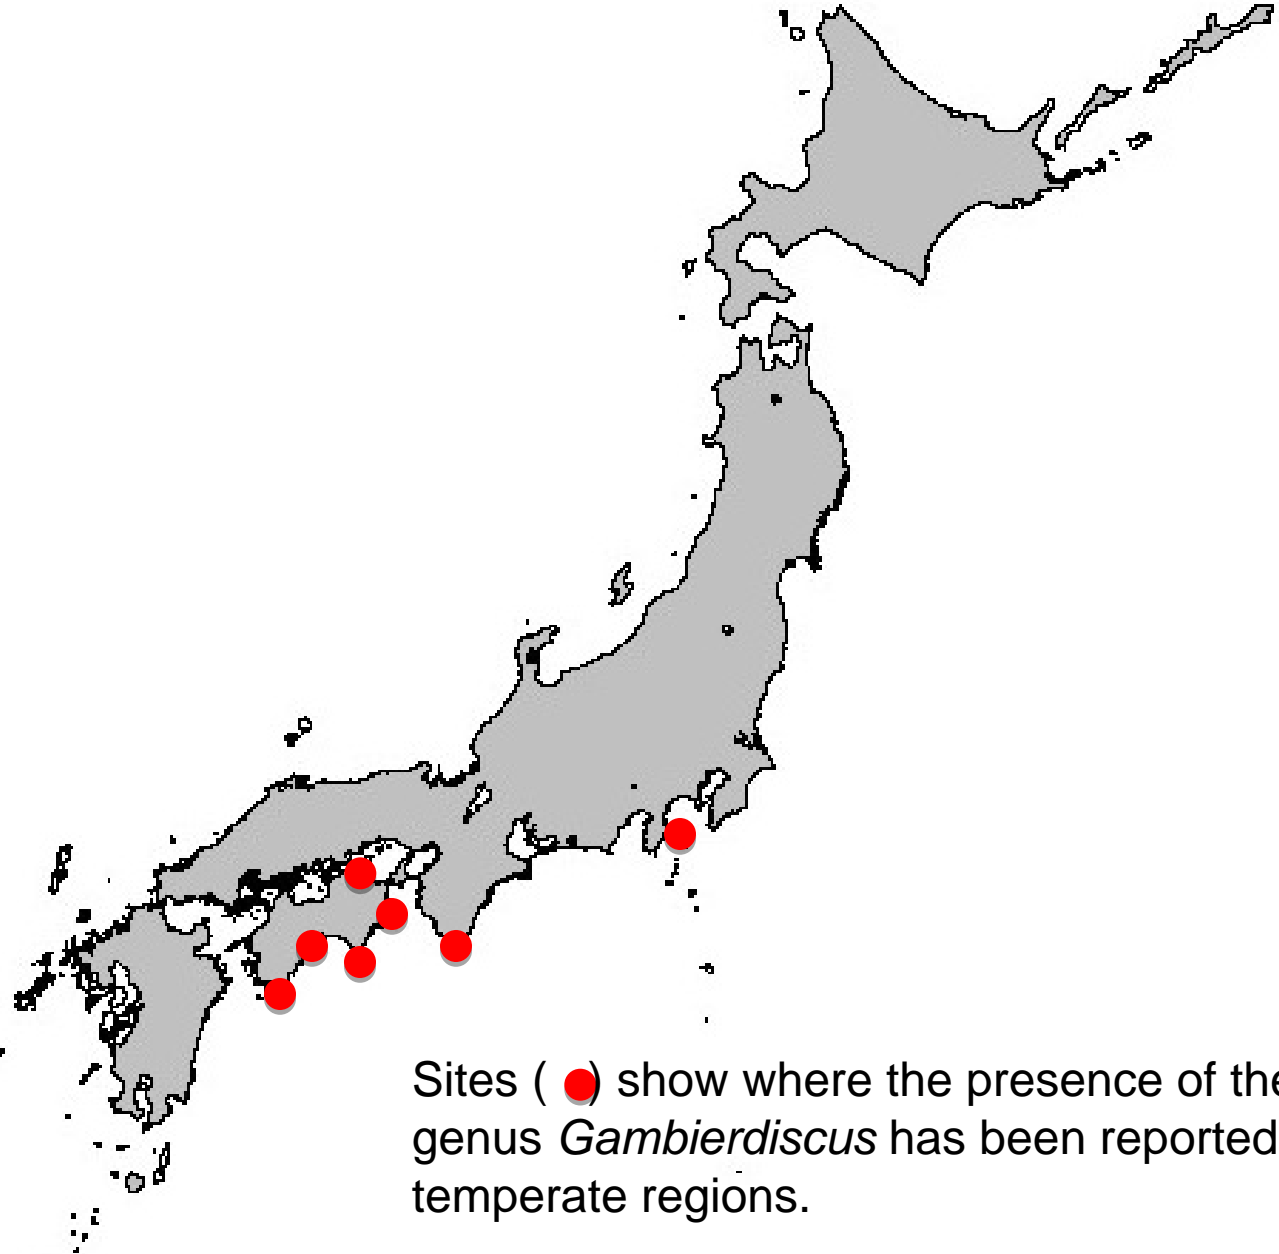 Sites ( ●) show where the presence of the
genus Gambierdiscus has been reported
temperate regions.